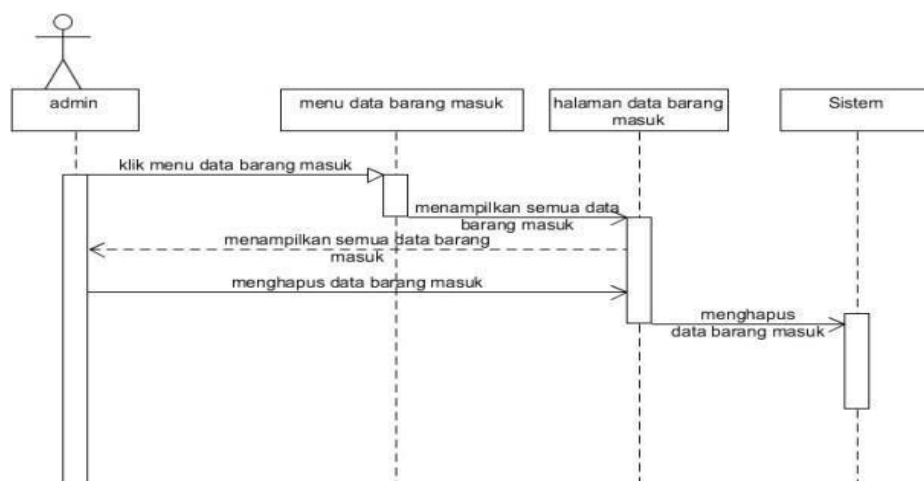 admin
menu data barang masuk
halaman data barang
masuk
Sistem
klik menu data barang masuk
menampilkan semua data
barang masuk
menampilkan semua data barang
masuk
menghapus data barang masuk
menghapus
data barang masuk